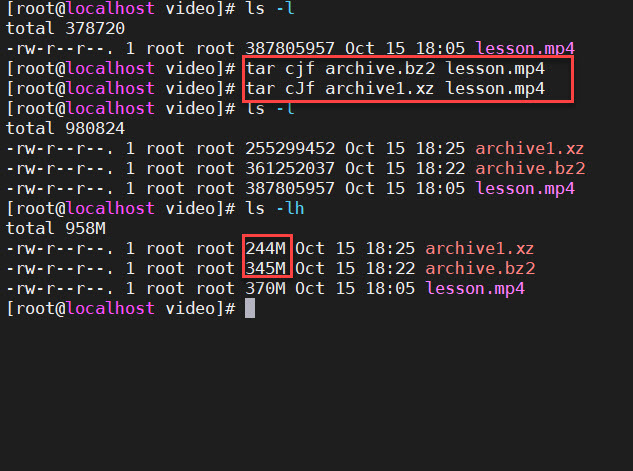 [root@localhost video]# ls -l
total 378720
-rw-r--r--. 1 root root 387805957 Oct 15 18:05 lesson.mp4
[root@localhost video]# tar cjf archive.bz2 lesson.mp4
[root@localhost video]# tar cJf archive1.xz lesson.mp4
[root@localhost video]# ls -l
total 980824
-rw-r--r--. 1 root root 255299452 Oct 15 18:25 archive1.xz
-rw-r--r--. 1 root root 361252037 Oct 15 18:22 archive.bz2
-rw-r--r--. 1 root root 387805957 Oct 15 18:05 lesson.mp4
[root@localhost video]# ls -lh
total 958M
-rw-r--r--. 1 root root 244M Oct 15 18:25 archive1.xz
-rw-r--r--. 1 root root 345M Oct 15 18:22 archive.bz2
-rw-r--r--. 1 root root 370M Oct 15 18:05 lesson.mp4
[root@localhost video]#